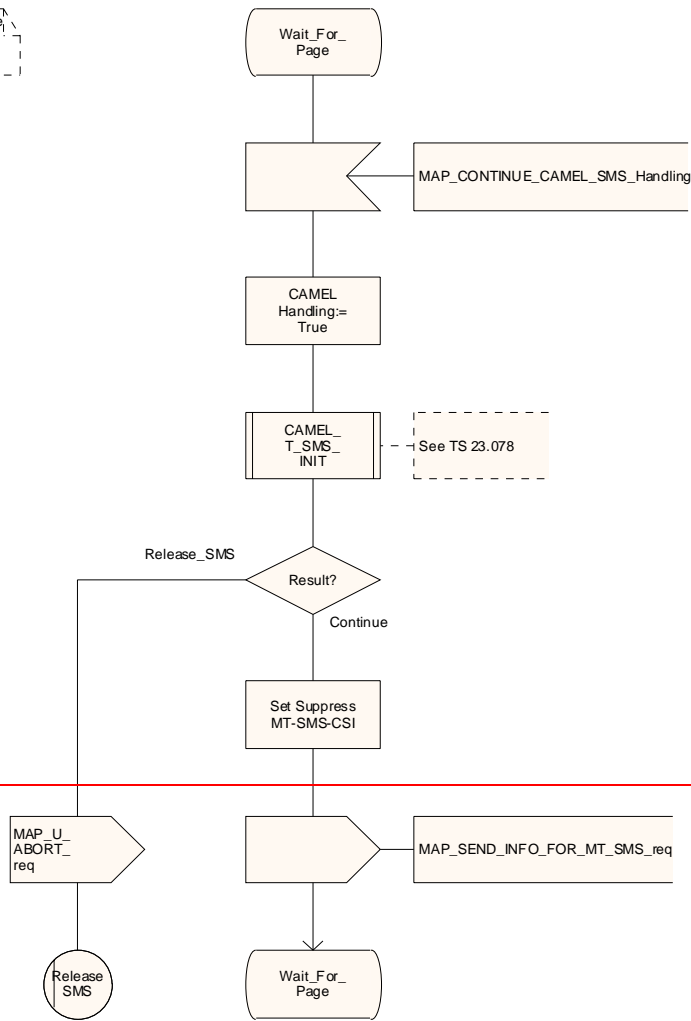 Wait_For_
Page
MAP_CONTINUE_CAMEL_SMS_Handling
CAMEL
Handling:=
True
CAMEL_
T_SMS_
INIT
See TS 23.078
Release_SMS
Result?
Continue
Set Suppress
MT-SMS-CSI
MAP_U_
ABORT_
req
MAP_SEND_INFO_FOR_MT_SMS_req
Release
SMS
Wait_For_
Page